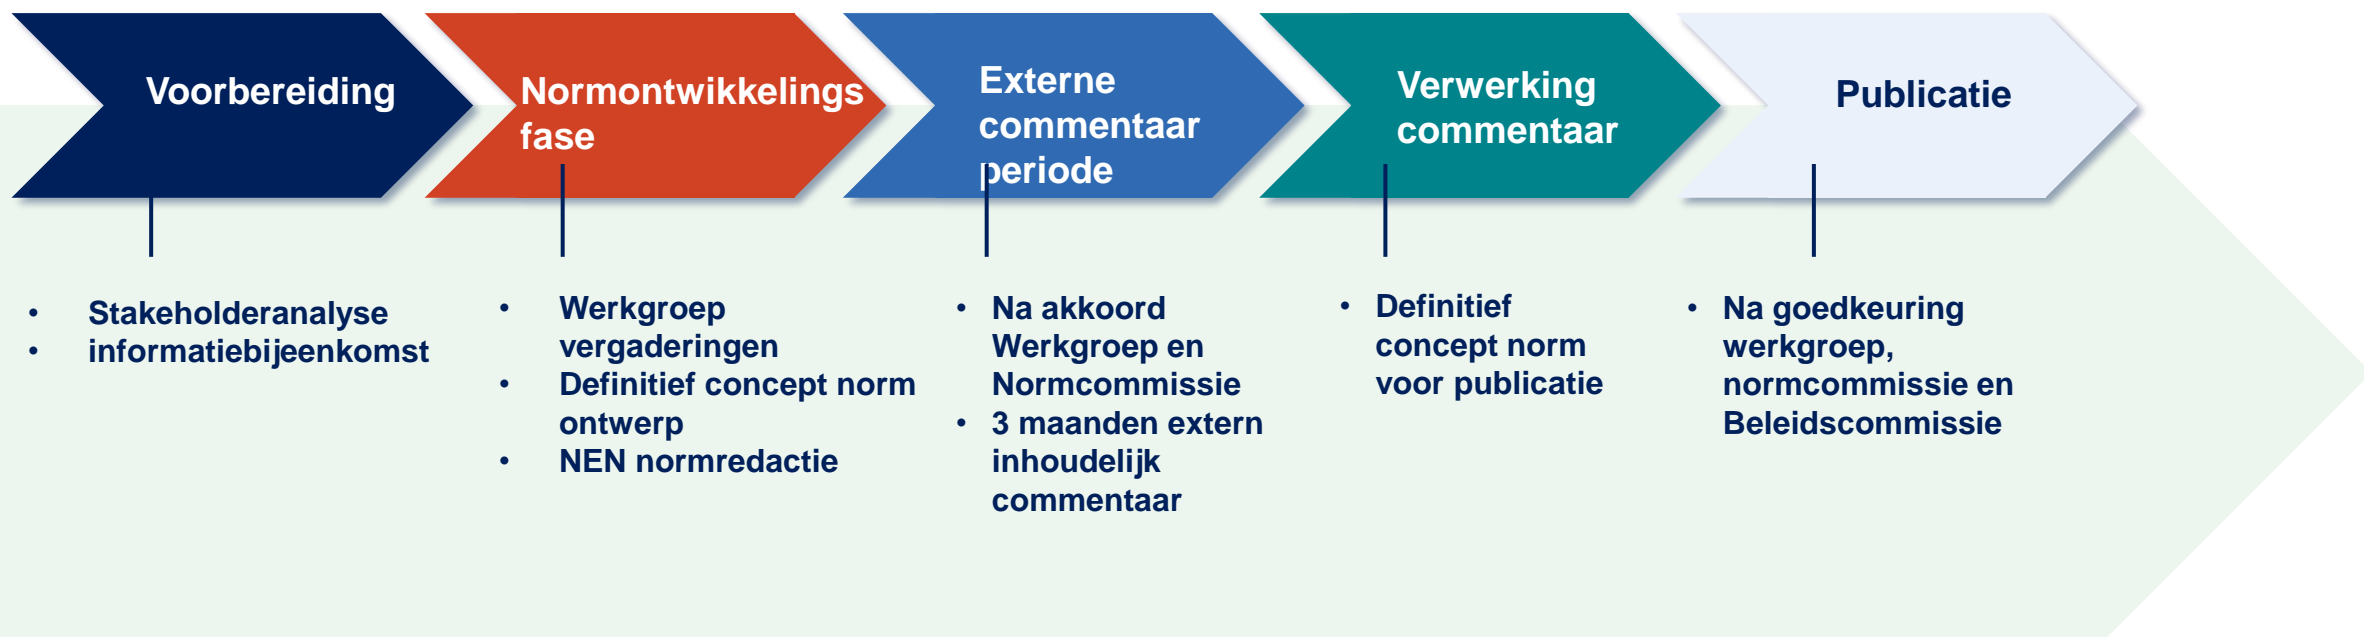 Voorbereiding
Normontwikkelings
fase
Externe
commentaar
periode
Verwerking
commentaar
Publicatie
• Stakeholderanalyse
• informatiebijeenkomst
• Werkgroep
vergaderingen
• Definitief concept norm
ontwerp
• NEN normredactie
• Na akkoord
Werkgroep en
Normcommissie
• 3 maanden extern
inhoudelijk
commentaar
• Definitief
concept norm
voor publicatie
• Na goedkeuring
werkgroep,
normcommissie en
Beleidscommissie